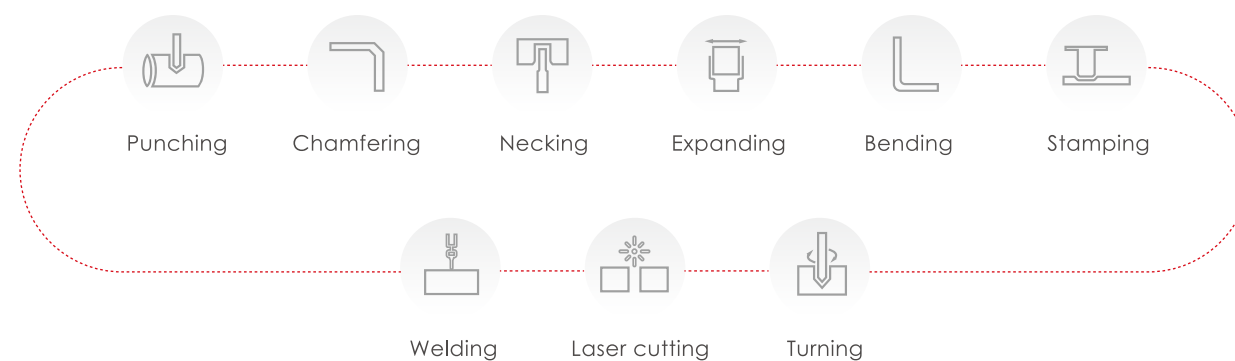 Punching
Chamfering
Necking
Expanding
Bending
Stamping
Welding
Laser cutting
Turning